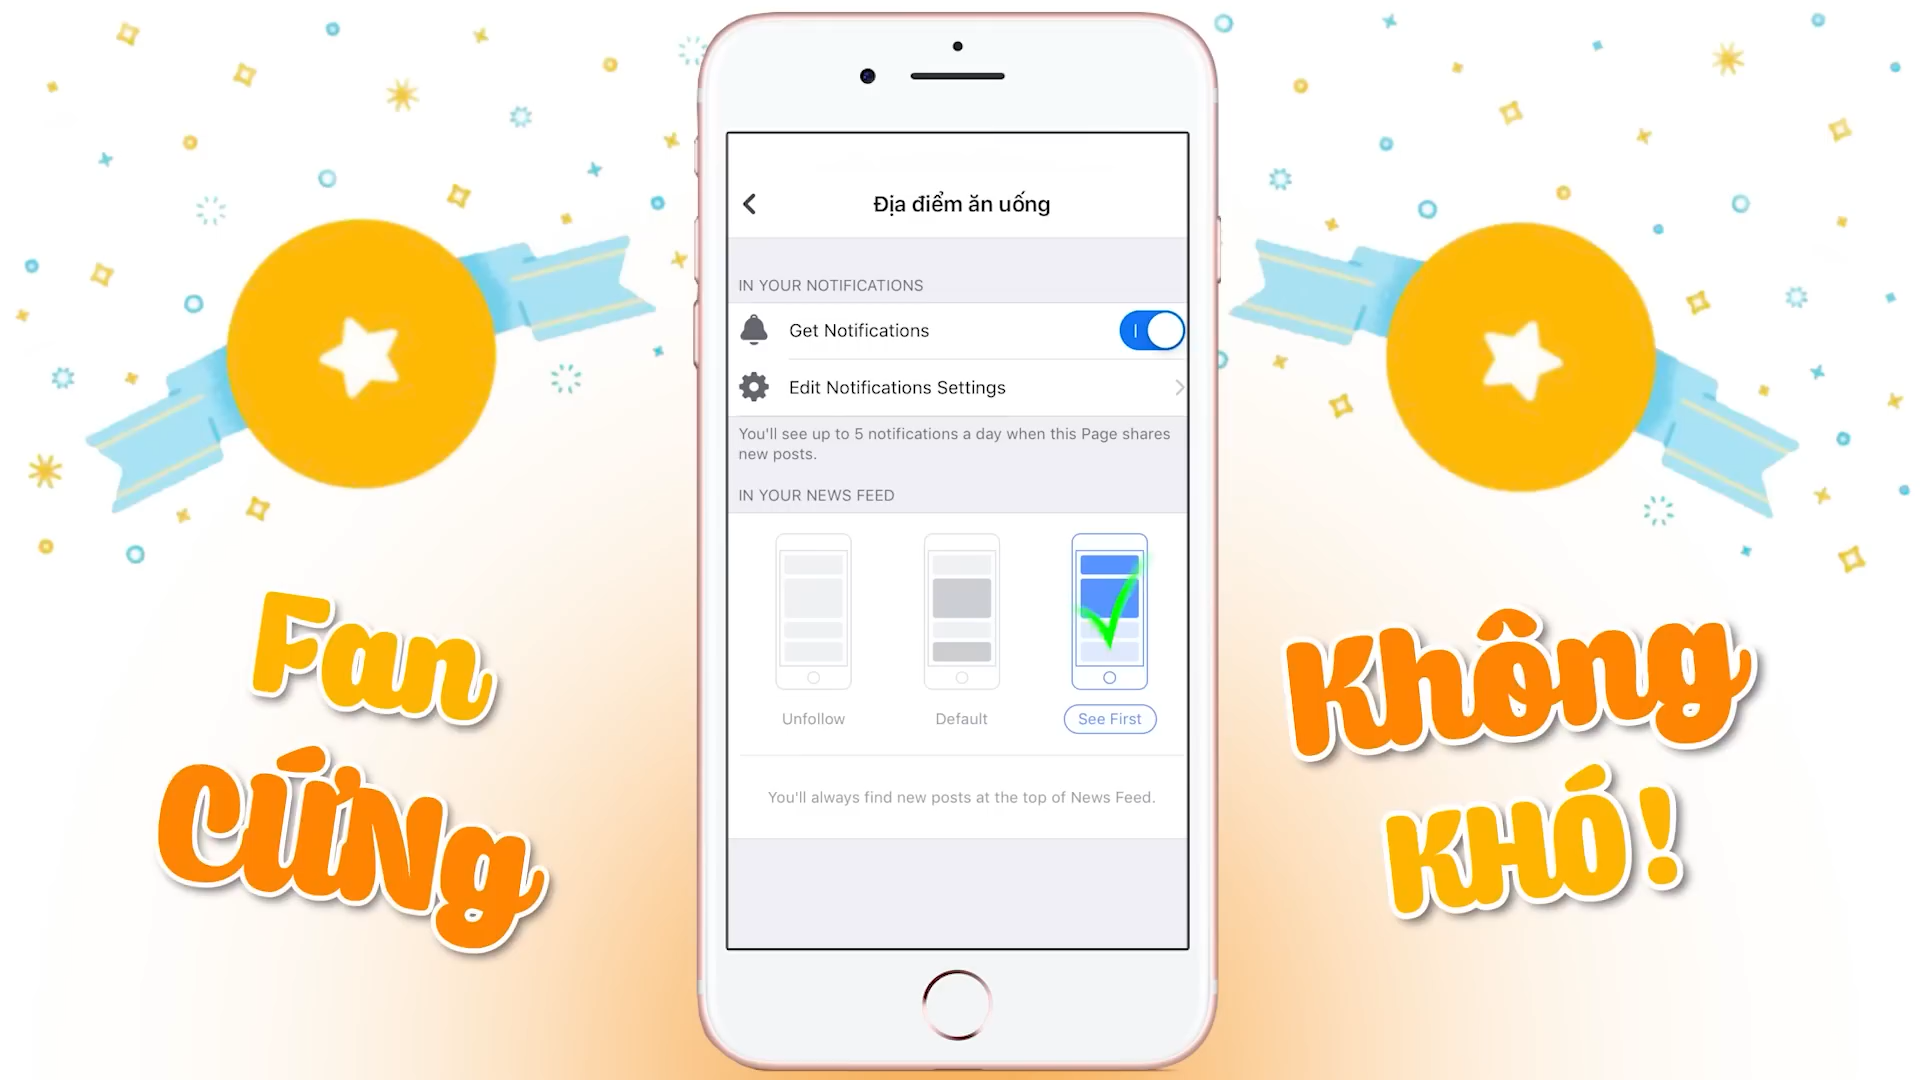 Địa điểm ăn uống
IN YOUR NOTIFICATIONS
Get Notifications
Edit Notifications Settings
You'll see up to 5 notifications a day when this Page shares
new posts.
IN YOUR NEWS FEED
Unfollow
Default
See First
You'll always find new posts at the top of News Feed.
Fan
CỨNg
Không
KHÓ!